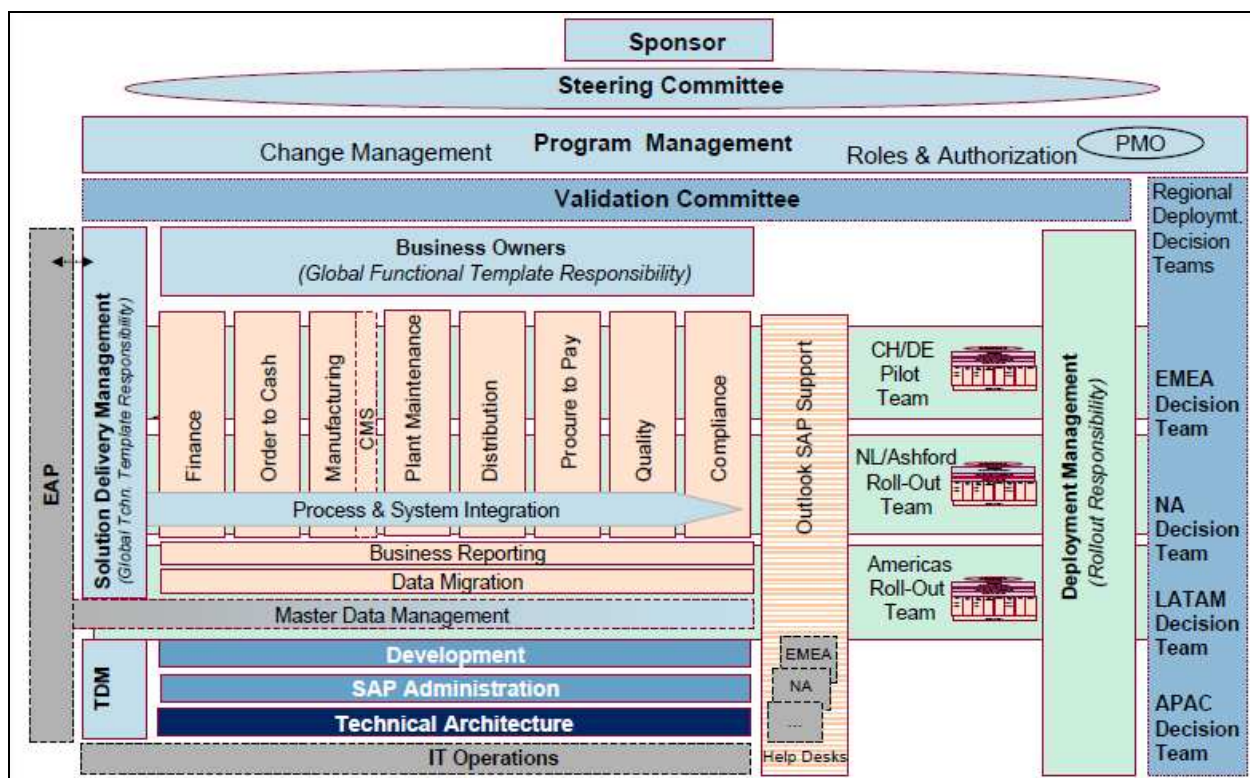 Sponsor
Steering Committee
Program Management
Change Management
Roles & Authorization
PMO
Validation Committee
Regional
Deploymt.
Decision
Teams
EAP
Solution Delivery Management
(Global Tchn. Template Responsibility)
Business Owners
(Global Functional Template Responsibility)
Finance
Order to Cash
Manufacturing
CMS
Plant Maintenance
Distribution
Procure to Pay
Quality
Compliance
Process & System Integration
Business Reporting
Data Migration
Master Data Management
TDM
Development
SAP Administration
Technical Architecture
IT Operations
Outlook SAP Support
EMEA
NA
...
Help Desks
CH/DE
Pilot
Team
NL/Ashford
Roll-Out
Team
Americas
Roll-Out
Team
Deployment Management
(Rollout Responsibility)
EMEA
Decision
Team
NA
Decision
Team
LATAM
Decision
Team
APAC
Decision
Team